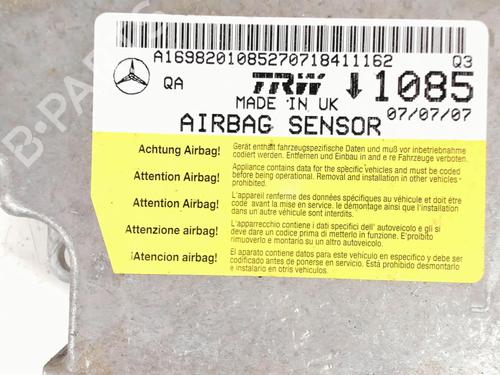 A1698201085270718411162 Q3
QA TRW 1085
MADE IN UK 07/07/07
AIRBAG SENSOR
Achtung Airbag! Gerät enthält fahrzeugspezifische Daten und muß vor inbetriebnahme
codiert werden. Entfernen und Einbau in and e re Fahrzeuge verboten.
Attention Airbag! Appliance contains data for the specific vehicles and must be coded
before being operational. Removal and installation in other vehicles
prohibited.
Attention Airbag! L'appareil renferme des données spécifiques au véhicule et doit être
codé avant la mise en service. le démontage ainsi que l'installation
dans un autre véhicule sont interdits.
Attenzione airbag! L'apparecchio contiene i dati specifici dell' autoveicolo e gli si
deve dare un codice prima di metterlo in funzione. E'proibito
rimuoverlo e montarlo su altro autoveicolo.
¡Atencion airbag! El aparato contiene datos para un vehículo en específico y debe ser
codificado antes de ponerse en servicio. Está prohibido desmontarlo
e instalarlo en otros vehículos.
B-PARTS